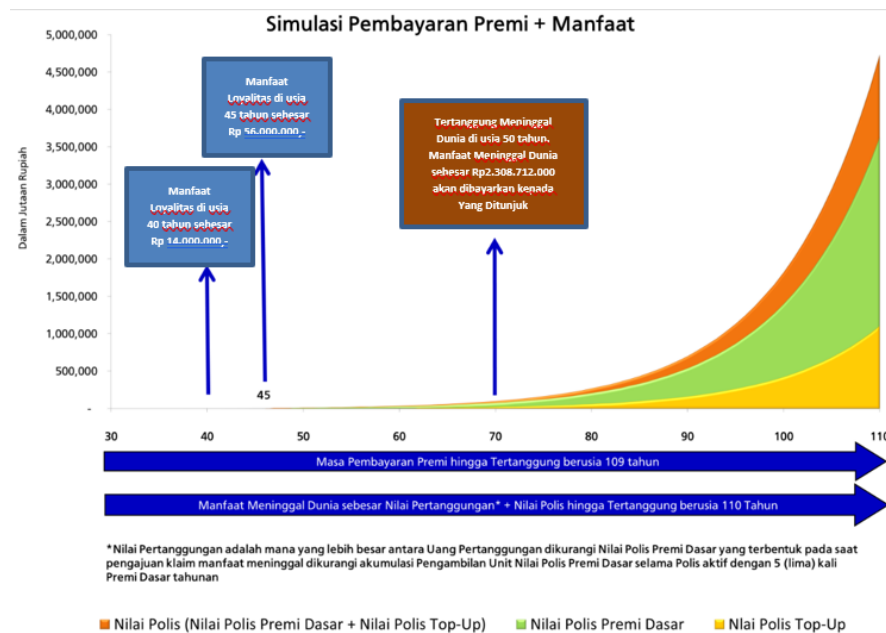 Simulasi Pembayaran Premi + Manfaat
5,000,000
4,500,000
4,000,000
3,500,000
3,000,000
2,500,000
2,000,000
1,500,000
1,000,000
500,000
-
Dalam Jutaan Rupiah
Manfaat
Loyalitas di usia
45 tahun sebesar
Rp 56.000.000,-
Manfaat
Loyalitas di usia
40 tahun sebesar
Rp 14.000.000,-
Tertanggung Meninggal
Dunia di usia 50 tahun.
Manfaat Meninggal Dunia
sebesar Rp2.308.712.000
akan dibayarkan kepada
Yang Ditunjuk
45
30 40 50 60 70 80 90 100 110
Masa Pembayaran Premi hingga Tertanggung berusia 109 tahun
Manfaat Meninggal Dunia sebesar Nilai Pertanggungan* + Nilai Polis hingga Tertanggung berusia 110 Tahun
*Nilai Pertanggungan adalah mana yang lebih besar antara Uang Pertanggungan dikurangi Nilai Polis Premi Dasar yang terbentuk pada saat
pengajuan klaim manfaat meninggal dikurangi akumulasi Pengambilan Unit Nilai Polis Premi Dasar selama Polis aktif dengan 5 (lima) kali
Premi Dasar tahunan
Nilai Polis (Nilai Polis Premi Dasar + Nilai Polis Top-Up)
Nilai Polis Premi Dasar
Nlai Polis Top-Up